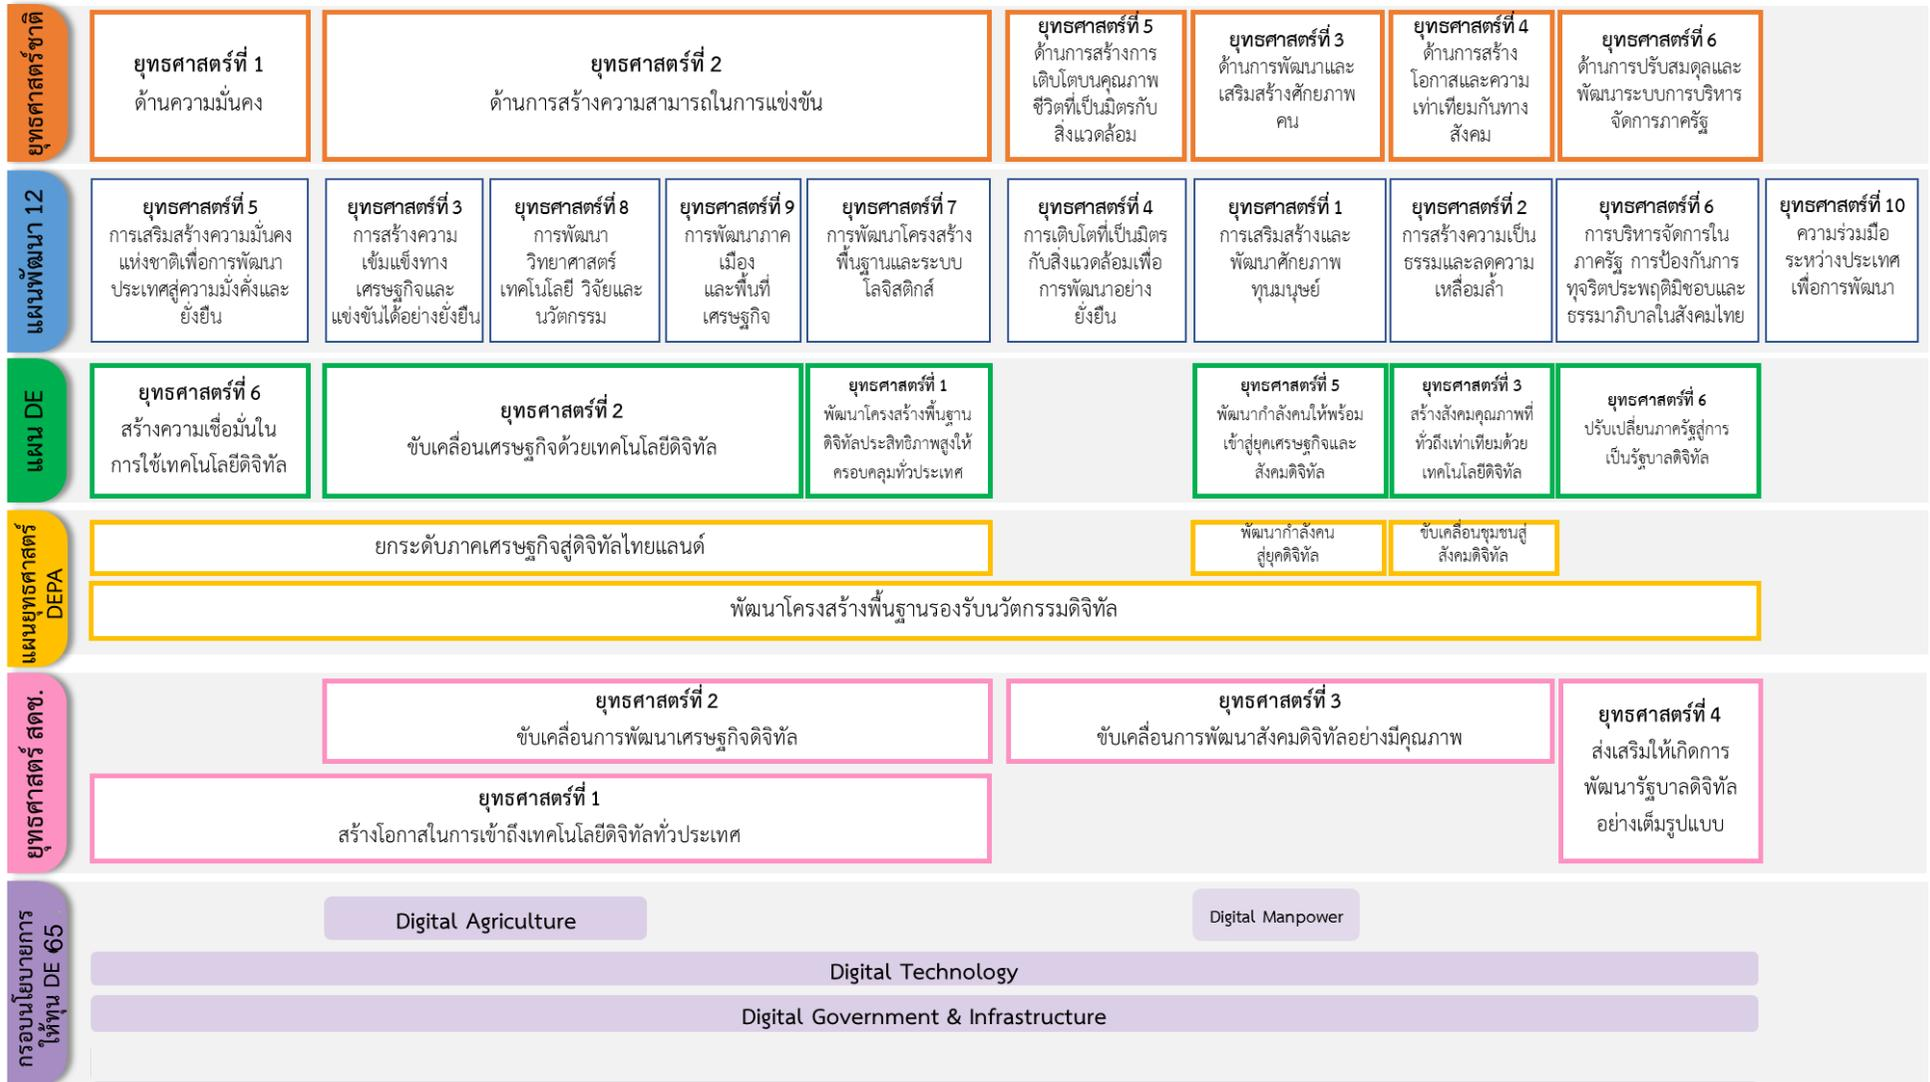 ยุทธศาสตร์ชาติ
ยุทธศาสตร์ที่ 1
ด้านความมั่นคง
ยุทธศาสตร์ที่ 2
ด้านการสร้างความสามารถในการแข่งขัน
ยุทธศาสตร์ที่ 5
ด้านการสร้างการ
เติบโตบนคุณภาพ
ชีวิตที่เป็นมิตรกับ
สิ่งแวดล้อม
ยุทธศาสตร์ที่ 3
ด้านการพัฒนาและ
เสริมสร้างศักยภาพ
คน
ยุทธศาสตร์ที่ 4
ด้านการสร้าง
โอกาสและความ
เท่าเทียมกันทาง
สังคม
ยุทธศาสตร์ที่ 6
ด้านการปรับสมดุลและ
พัฒนาระบบการบริหาร
จัดการภาครัฐ
แผนพัฒนา 12
ยุทธศาสตร์ที่ 5
การเสริมสร้างความมั่นคง
แห่งชาติเพื่อการพัฒนา
ประเทศสู่ความมั่งคั่งและ
ยั่งยืน
ยุทธศาสตร์ที่ 3
การสร้างความ
เข้มแข็งทาง
เศรษฐกิจและ
แข่งขันได้อย่างยั่งยืน
ยุทธศาสตร์ที่ 8
การพัฒนา
วิทยาศาสตร์
เทคโนโลยี วิจัยและ
นวัตกรรม
ยุทธศาสตร์ที่ 9
การพัฒนาภาค
เมือง
และพื้นที่
เศรษฐกิจ
ยุทธศาสตร์ที่ 7
การพัฒนาโครงสร้าง
พื้นฐานและระบบ
โลจิสติกส์
ยุทธศาสตร์ที่ 4
การเติบโตที่เป็นมิตร
กับสิ่งแวดล้อมเพื่อ
การพัฒนาอย่าง
ยั่งยืน
ยุทธศาสตร์ที่ 1
การเสริมสร้างและ
พัฒนาศักยภาพ
ทุนมนุษย์
ยุทธศาสตร์ที่ 2
การสร้างความเป็น
ธรรมและลดความ
เหลื่อมล้ำ
ยุทธศาสตร์ที่ 6
การบริหารจัดการใน
ภาครัฐ การป้องกันการ
ทุจริตประพฤติมิชอบและ
ธรรมาภิบาลในสังคมไทย
ยุทธศาสตร์ที่ 10
ความร่วมมือ
ระหว่างประเทศ
เพื่อการพัฒนา
แผน DE
ยุทธศาสตร์ที่ 6
สร้างความเชื่อมั่นใน
การใช้เทคโนโลยีดิจิทัล
ยุทธศาสตร์ที่ 2
ขับเคลื่อนเศรษฐกิจด้วยเทคโนโลยีดิจิทัล
ยุทธศาสตร์ที่ 1
พัฒนาโครงสร้างพื้นฐาน
ดิจิทัลประสิทธิภาพสูงให้
ครอบคลุมทั่วประเทศ
ยุทธศาสตร์ที่ 5
พัฒนากำลังคนให้พร้อม
เข้าสู่ยุคเศรษฐกิจและ
สังคมดิจิทัล
ยุทธศาสตร์ที่ 3
สร้างสังคมคุณภาพที่
ทั่วถึงเท่าเทียมด้วย
เทคโนโลยีดิจิทัล
ยุทธศาสตร์ที่ 6
ปรับเปลี่ยนภาครัฐสู่การ
เป็นรัฐบาลดิจิทัล
แผนยุทธศาสตร์
DEPA
ยกระดับภาคเศรษฐกิจสู่ดิจิทัลไทยแลนด์
พัฒนากำลังคน
สู่ยุคดิจิทัล
ขับเคลื่อนชุมชนสู่
สังคมดิจิทัล
พัฒนาโครงสร้างพื้นฐานรองรับนวัตกรรมดิจิทัล
ยุทธศาสตร์ สดช.
ยุทธศาสตร์ที่ 2
ขับเคลื่อนการพัฒนาเศรษฐกิจดิจิทัล
ยุทธศาสตร์ที่ 3
ขับเคลื่อนการพัฒนาสังคมดิจิทัลอย่างมีคุณภาพ
ยุทธศาสตร์ที่ 4
ส่งเสริมให้เกิดการ
พัฒนารัฐบาลดิจิทัล
อย่างเต็มรูปแบบ
ยุทธศาสตร์ที่ 1
สร้างโอกาสในการเข้าถึงเทคโนโลยีดิจิทัลทั่วประเทศ
กรอบนโยบายการ
ให้ทุน DE 65
Digital Agriculture
Digital Manpower
Digital Technology
Digital Government & Infrastructure